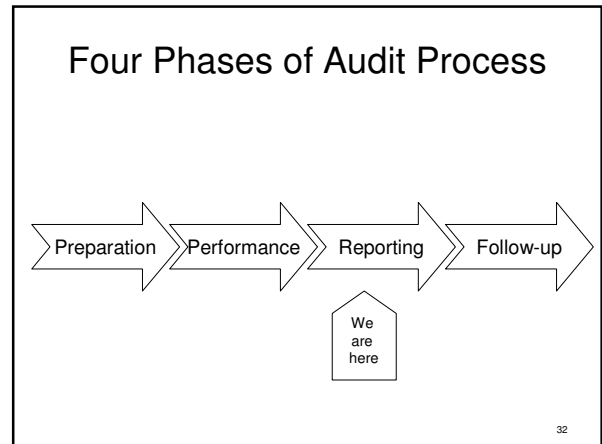 Four Phases of Audit Process
Preparation Performance Reporting Follow-up
We
are
here
32